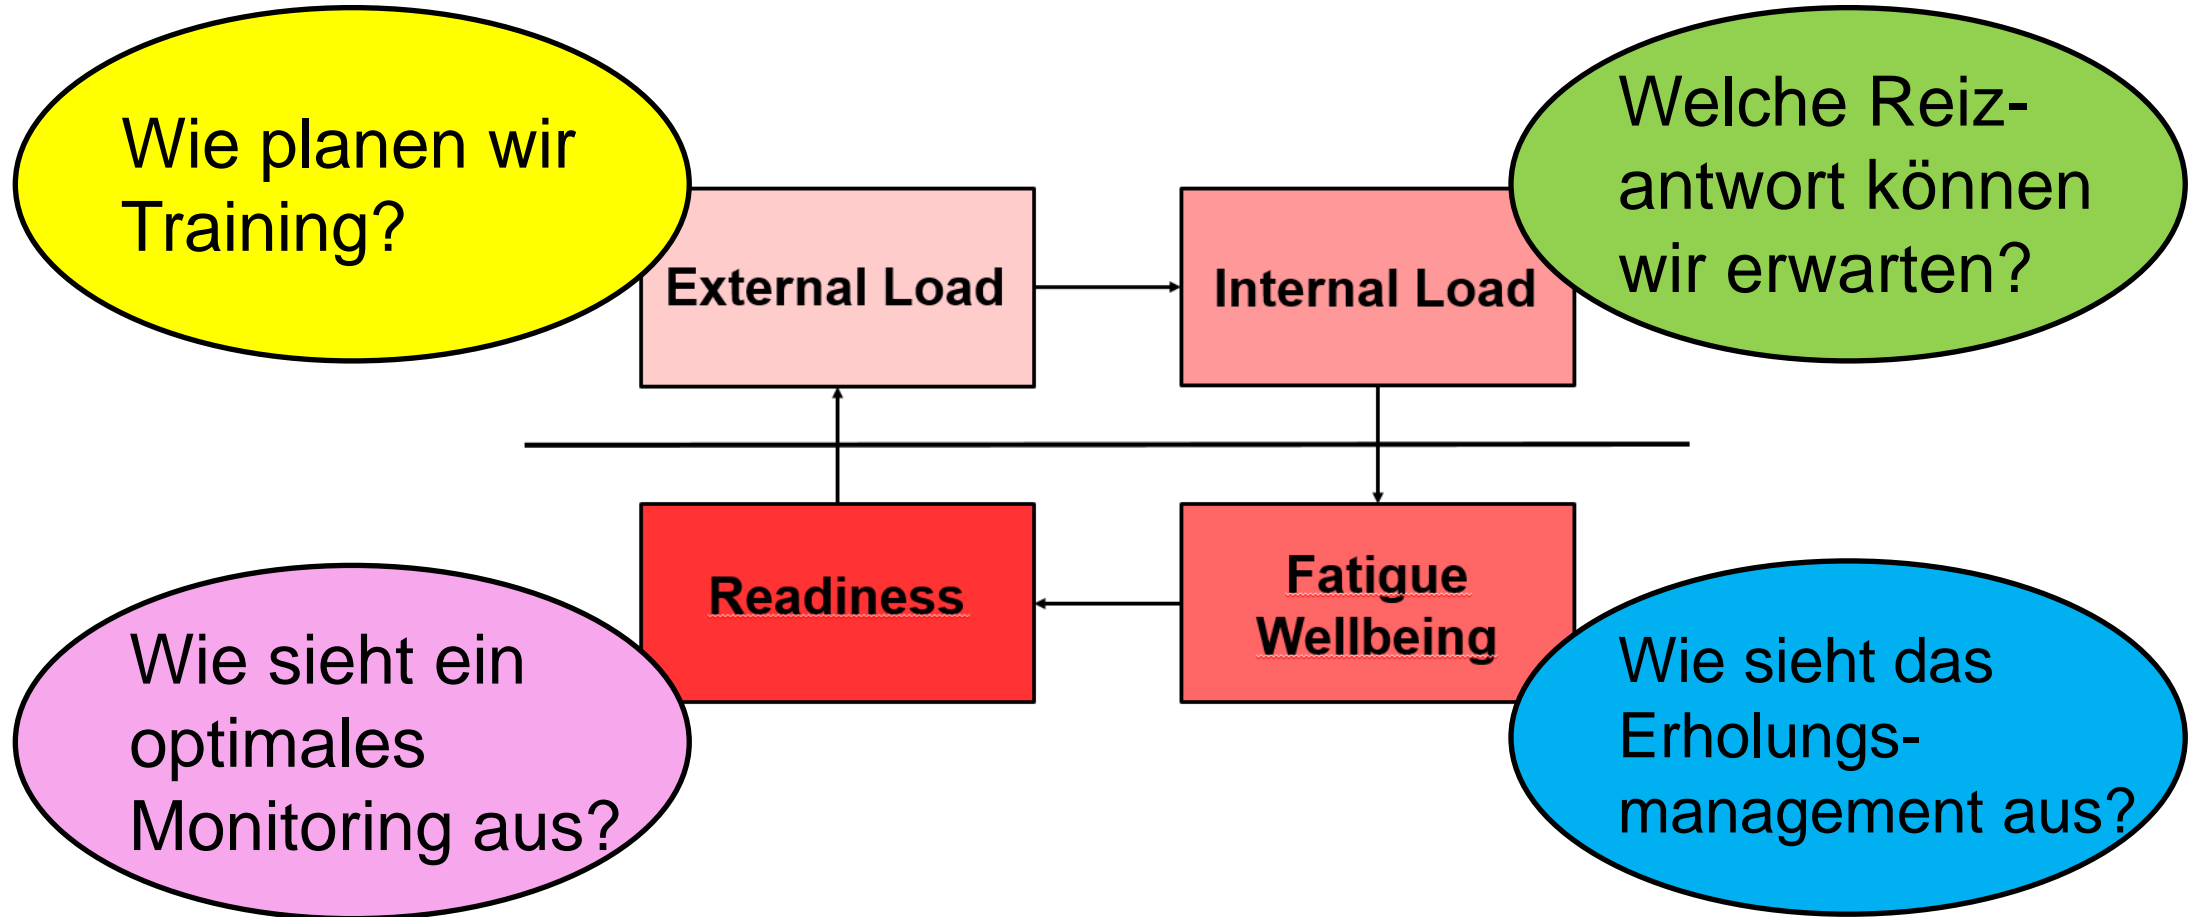 Wie planen wir
Training?
Welche Reiz-
antwort können
wir erwarten?
External Load
Internal Load
Readiness
Fatigue
Wellbeing
Wie sieht ein
optimales
Monitoring aus?
Wie sieht das
Erholungs-
management aus?